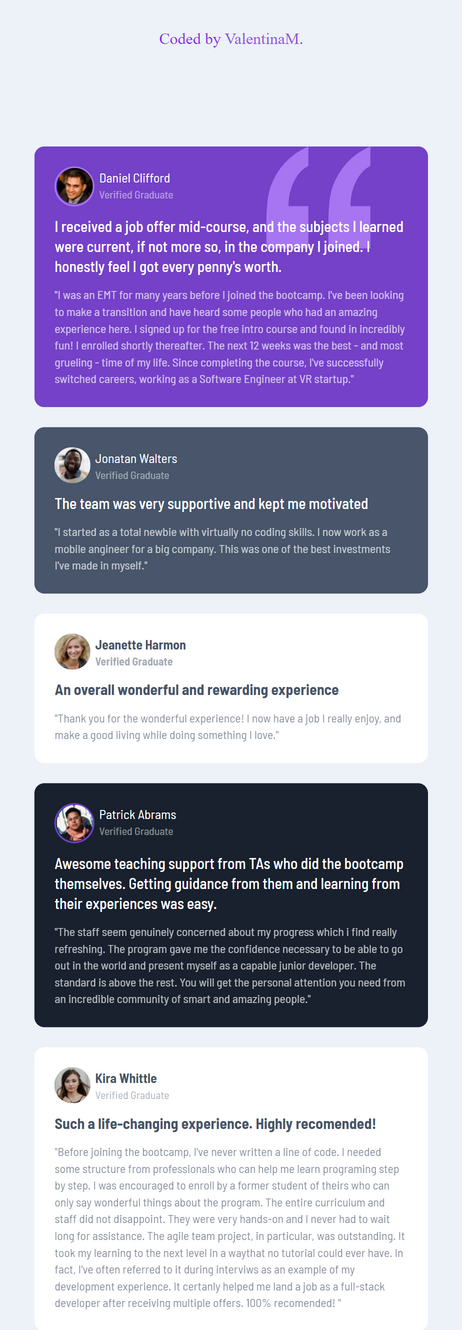 Coded by ValentinaM.
Daniel Clifford
Verified Graduate
I received a job offer mid-course, and the subjects I learned
were current, if not more so, in the company I joined. I
honestly feel I got every penny's worth.
"I was an EMT for many years before I joined the bootcamp. I've been looking
to make a transition and have heard some people who had an amazing
experience here. I signed up for the free intro course and found in incredibly
fun! I enrolled shortly thereafter. The next 12 weeks was the best - and most
grueling - time of my life. Since completing the course, I've successfully
switched careers, working as a Software Engineer at VR startup."
Jonatan Walters
Verified Graduate
The team was very supportive and kept me motivated
"I started as a total newbie with virtually no coding skills. I now work as a
mobile angineer for a big company. This was one of the best investments
I've made in myself."
Jeanette Harmon
Verified Graduate
An overall wonderful and rewarding experience
"Thank you for the wonderful experience! I now have a job I really enjoy, and
make a good living while doing something I love."
Patrick Abrams
Verified Graduate
Awesome teaching support from TAs who did the bootcamp
themselves. Getting guidance from them and learning from
their experiences was easy.
"The staff seem genuinely concerned about my progress which i find really
refreshing. The program gave me the confidence necessary to be able to go
out in the world and present myself as a capable junior developer. The
standard is above the rest. You will get the personal attention you need from
an incredible community of smart and amazing people."
Kira Whittle
Verified Graduate
Such a life-changing experience. Highly recomended!
"Before joining the bootcamp, I've never written a line of code. I needed
some structure from professionals who can help me learn programing step
by step. I was encouraged to enroll by a former student of theirs who can
only say wonderful things about the program. The entire curriculum and
staff did not disappoint. They were very hands-on and I never had to wait
long for assistance. The agile team project, in particular, was outstanding. It
took my learning to the next level in a waythat no tutorial could ever have. In
fact, I've often referred to it during interviws as an example of my
development experience. It certanly helped me land a job as a full-stack
developer after receiving multiple offers. 100% recomended! "